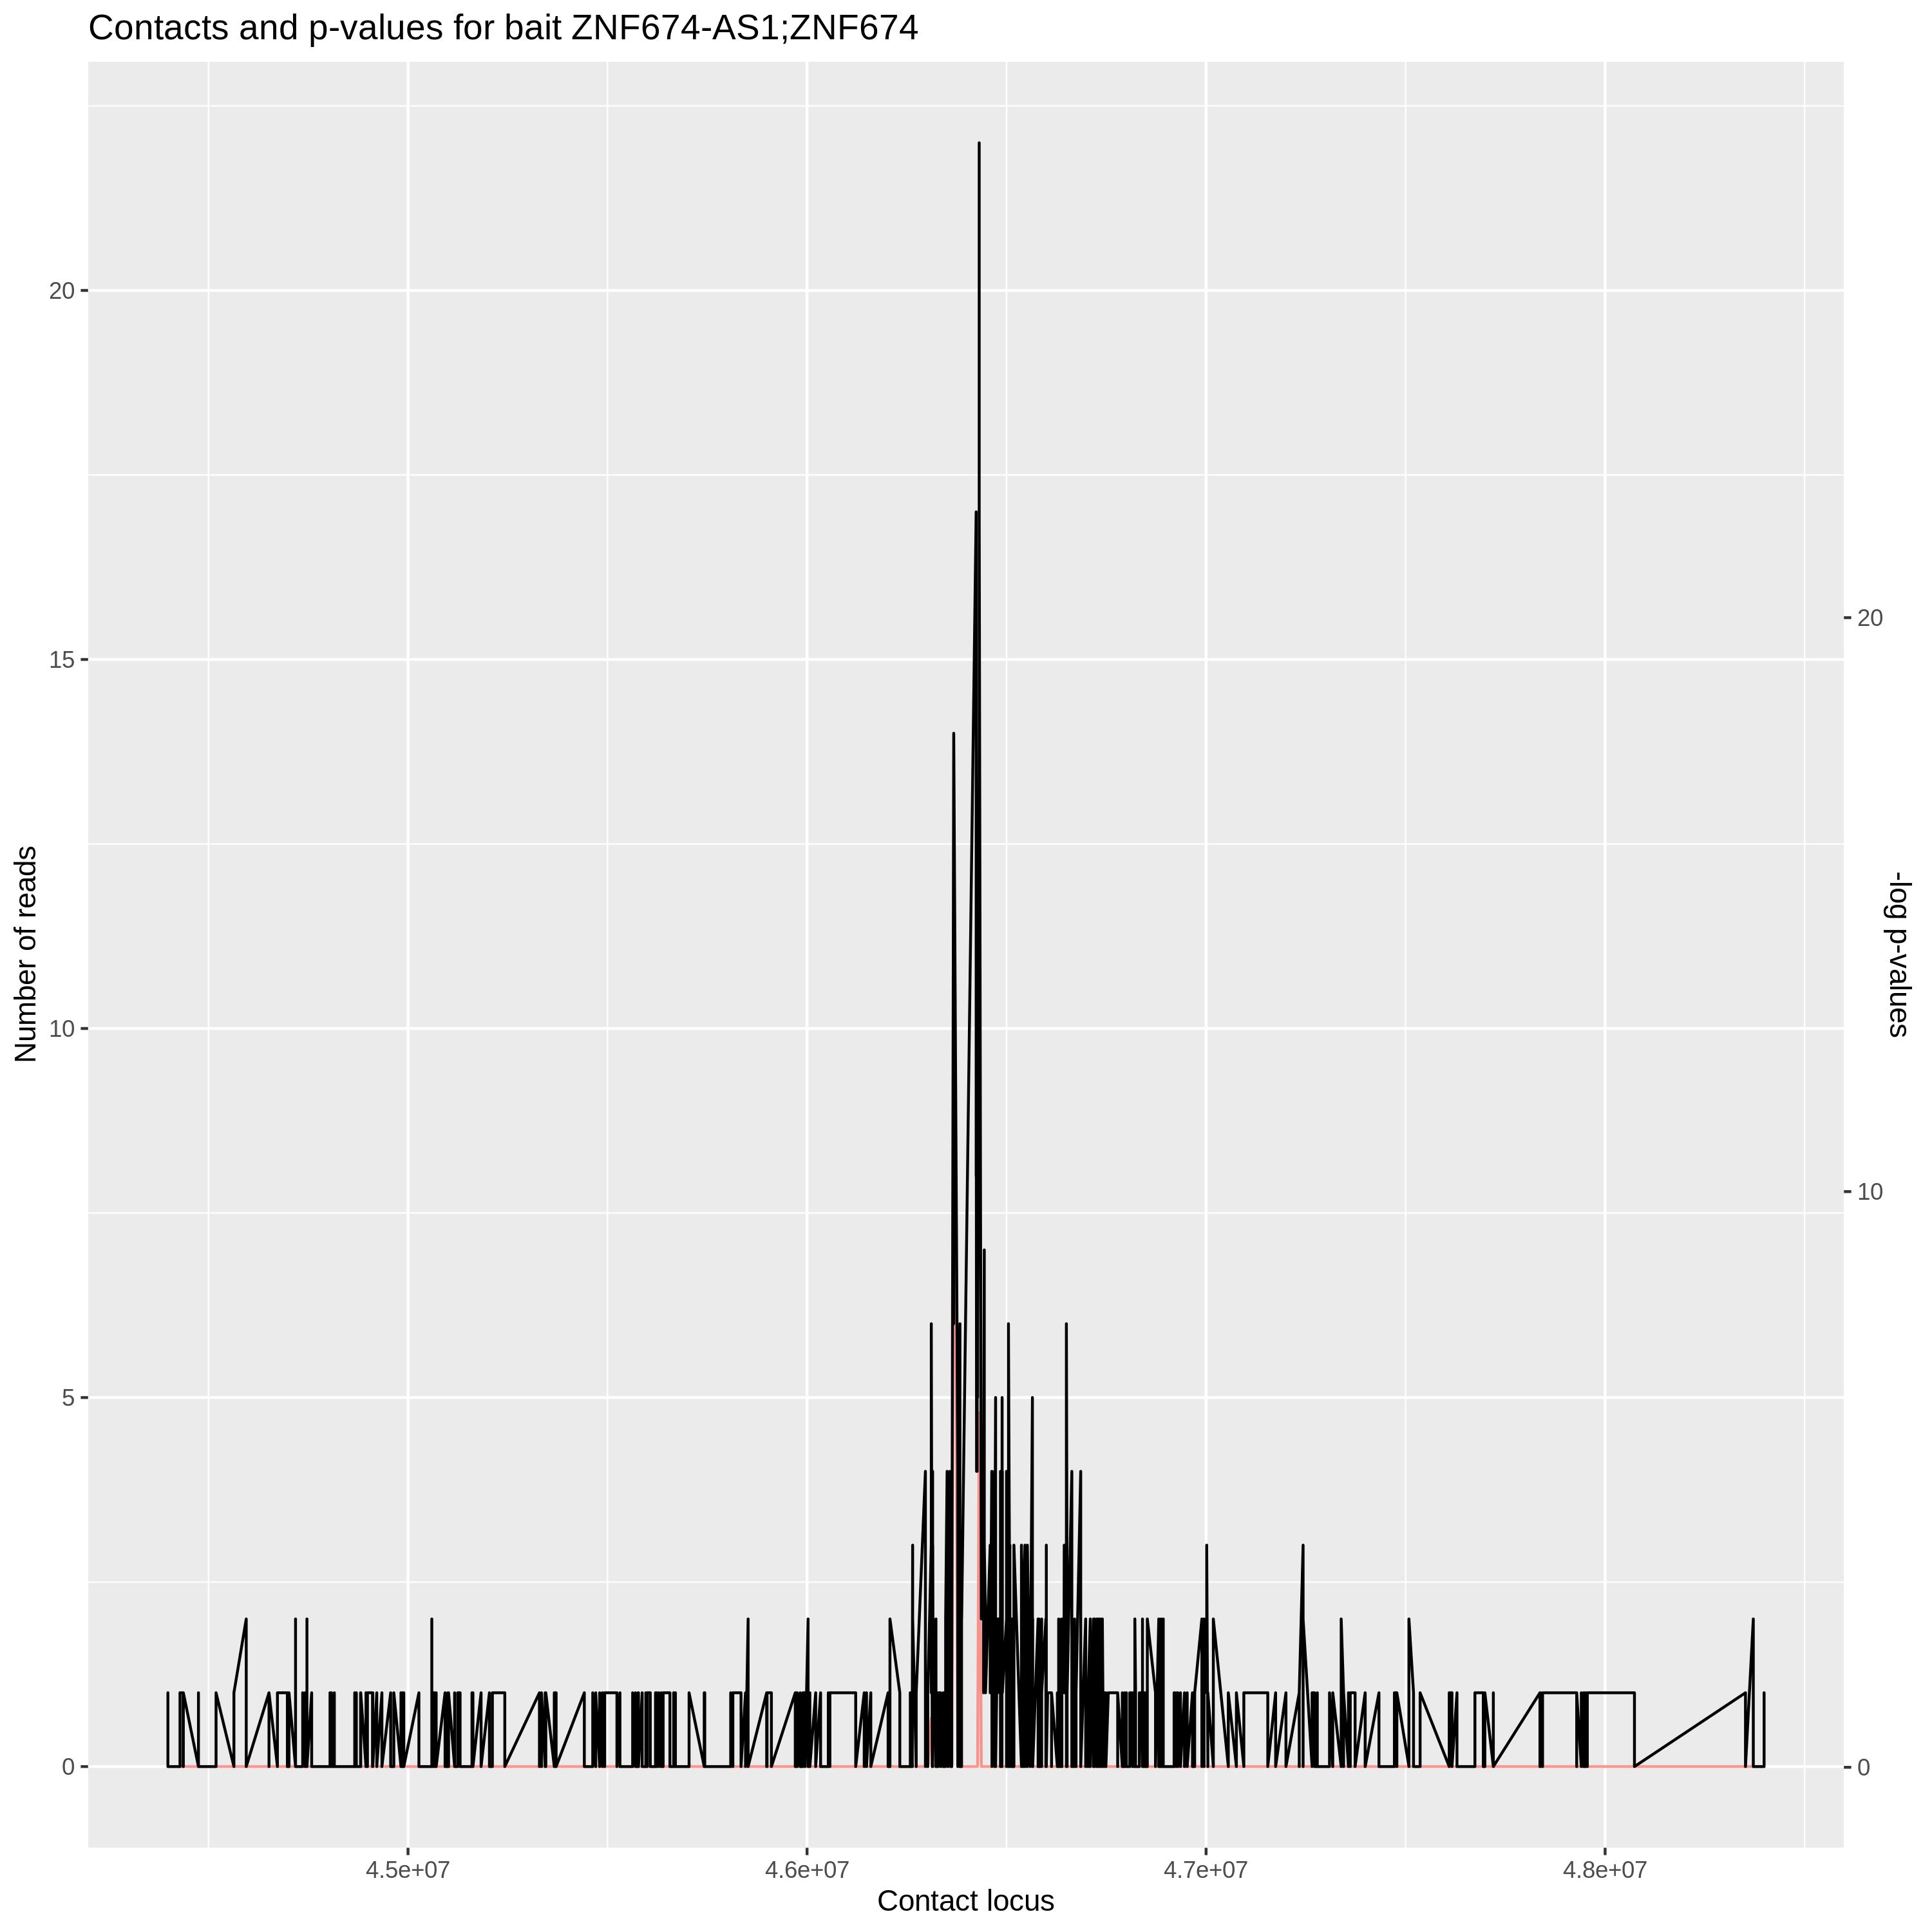 Contacts and p-values for bait ZNF674-AS1;ZNF674
20
15
10
5
0
Number of reads
20
10
0
-log p-values
4.5e+07
4.6e+07
4.7e+07
4.8e+07
Contact locus